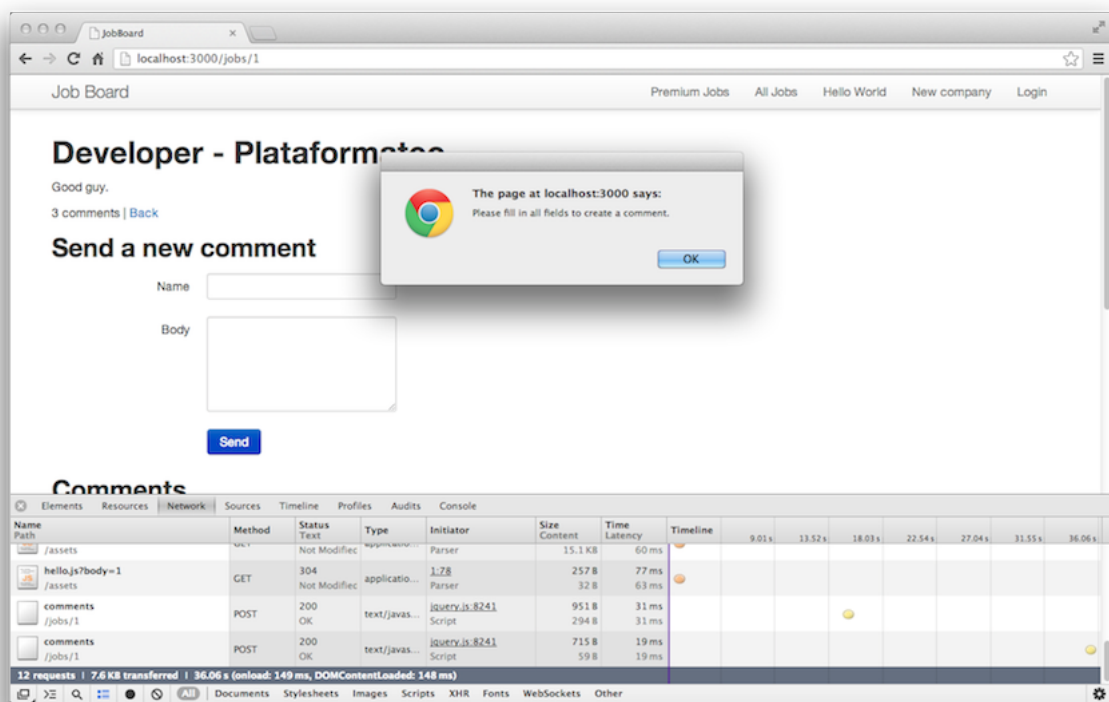 JobBoard
localhost:3000/jobs/1
Job Board Premium Jobs All Jobs Hello World New company Login
Developer - Plataformatec
Good guy.
3 comments | Back
Send a new comment
The page at localhost:3000 says:
Please fill in all fields to create a comment.
OK
Name
Body
Send
Comments
Elements Resources Network Sources Timeline Profiles Audits Console
Name Method Status Type Initiator Size Time Timeline
Path Text Content Latency 9.01 s 13.52 s 18.03 s 22.54 s 27.04 s 31.55 s 36.06 s
/assets Not Modified Parser 15.1 KB 60 ms
hello.js?body=1 GET 304 applicatio... 1:78 257 B 77 ms
/assets Not Modified Parser 32 B 63 ms
comments POST 200 text/javas... jquery.js:8241 951 B 31 ms
/jobs/1 OK Script 294 B 31 ms
comments POST 200 text/javas... jquery.js:8241 715 B 19 ms
/jobs/1 OK Script 59 B 19 ms
12 requests | 7.6 KB transferred | 36.06 s (onload: 149 ms, DOMContentLoaded: 148 ms)
All Documents Stylesheets Images Scripts XHR Fonts WebSockets Other